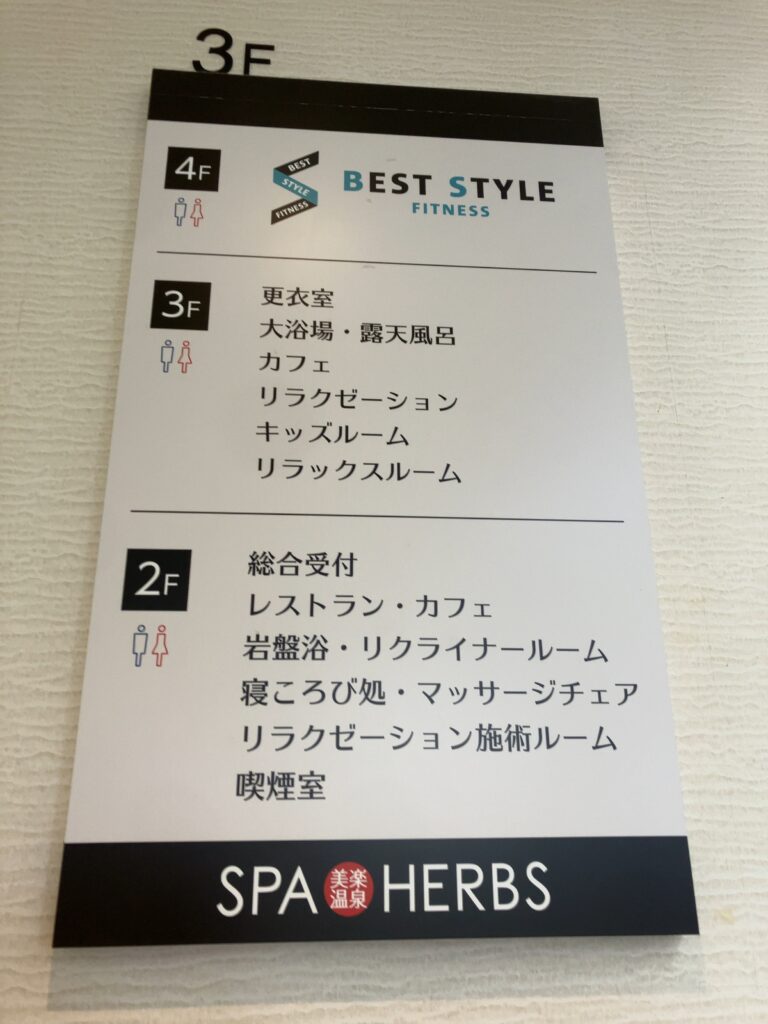 3F
4F
BEST
STYLE
FITNESS
BEST STYLE
FITNESS
3F
更衣室
大浴場・露天風呂
カフェ
リラクゼーション
キッズルーム
リラックスルーム
2F
総合受付
レストラン・カフェ
岩盤浴・リクライナールーム
寝ころび処・マッサージチェア
リラクゼーション施術ルーム
喫煙室
SPA 美楽温泉 HERBS